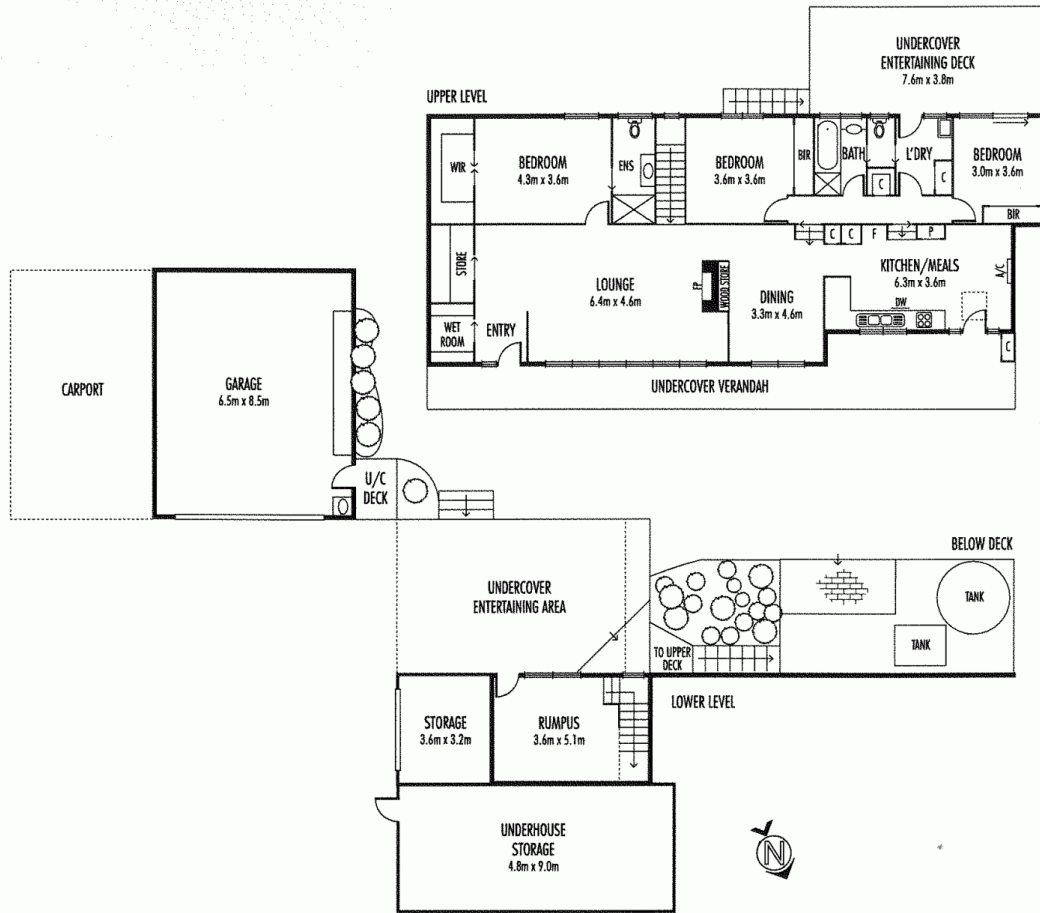 UNDERCOVER
ENTERTAINING DECK
7.6m x 3.8m
UPPER LEVEL
WIR
BEDROOM
4.3m x 3.6m
ENS
BEDROOM
3.6m x 3.6m
BIR
BATH
C
L'DRY
C
BEDROOM
3.0m x 3.6m
BIR
STORE
LOUNGE
6.4m x 4.6m
FP
WOOD STORE
DINING
3.3m x 4.6m
C
C
F
P
KITCHEN/MEALS
6.3m x 3.6m
A/C
DW
WET
ROOM
ENTRY
C
UNDERCOVER VERANDAH
CARPORT
GARAGE
6.5m x 8.5m
U/C
DECK
UNDERCOVER
ENTERTAINING AREA
BELOW DECK
TANK
TANK
TO UPPER
DECK
LOWER LEVEL
STORAGE
3.6m x 3.2m
RUMPUS
3.6m x 5.1m
UNDERHOUSE
STORAGE
4.8m x 9.0m
N